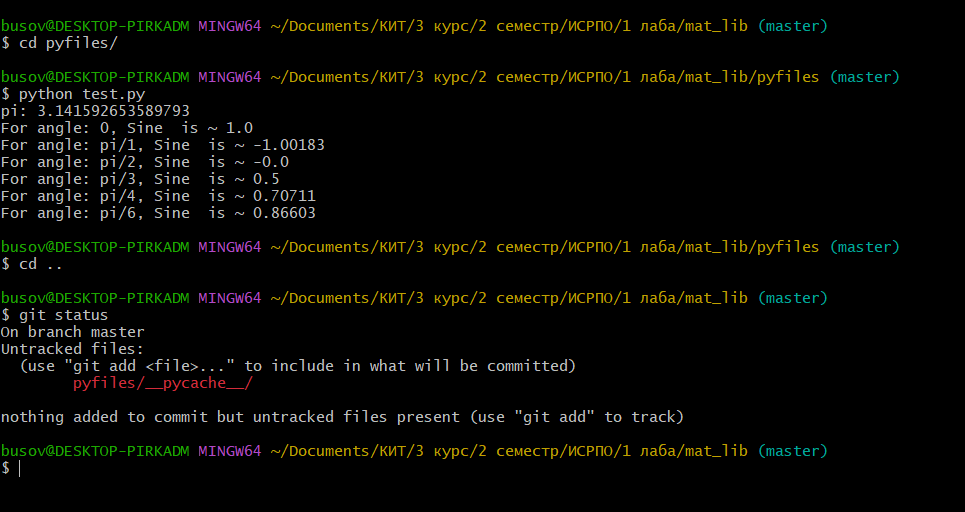 busov@DESKTOP-PIRKADM MINGW64 ~/Documents/КИТ/3 курс/2 семестр/ИСРПО/1 лаба/mat_lib (master)
$ cd pyfiles/
busov@DESKTOP-PIRKADM MINGW64 ~/Documents/КИТ/3 курс/2 семестр/ИСРПО/1 лаба/mat_lib/pyfiles (master)
$ python test.py
pi: 3.141592653589793
For angle: 0, Sine  is ~ 1.0
For angle: pi/1, Sine  is ~ -1.00183
For angle: pi/2, Sine  is ~ -0.0
For angle: pi/3, Sine  is ~ 0.5
For angle: pi/4, Sine  is ~ 0.70711
For angle: pi/6, Sine  is ~ 0.86603
busov@DESKTOP-PIRKADM MINGW64 ~/Documents/КИТ/3 курс/2 семестр/ИСРПО/1 лаба/mat_lib/pyfiles (master)
$ cd ..
busov@DESKTOP-PIRKADM MINGW64 ~/Documents/КИТ/3 курс/2 семестр/ИСРПО/1 лаба/mat_lib (master)
$ git status
On branch master
Untracked files:
  (use "git add <file>..." to include in what will be committed)
        pyfiles/__pycache__/
nothing added to commit but untracked files present (use "git add" to track)
busov@DESKTOP-PIRKADM MINGW64 ~/Documents/КИТ/3 курс/2 семестр/ИСРПО/1 лаба/mat_lib (master)
$